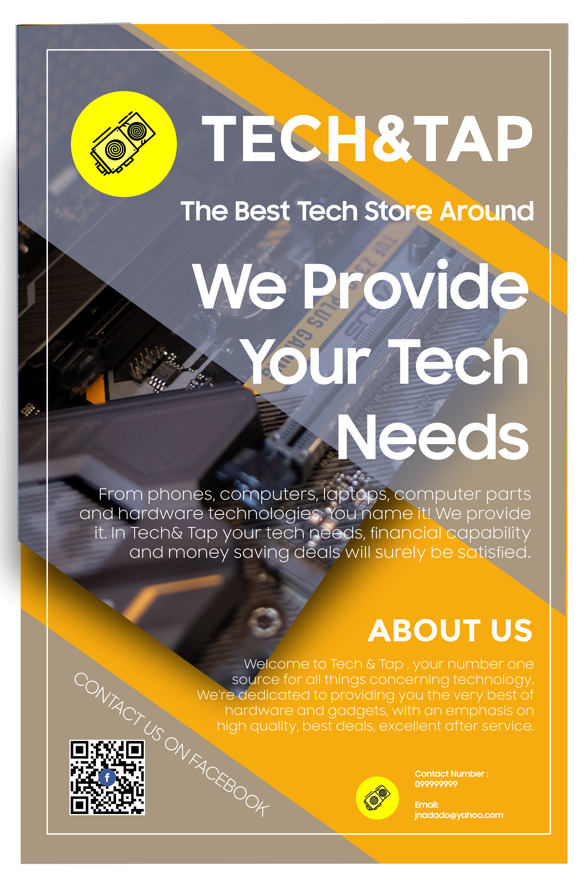 TECH&TAP
The Best Tech Store Around
We Provide
Your Tech
Needs
From phones, computers, laptops, computer parts
and hardware technologies, You name it! We provide
it. In Tech& Tap your tech needs, financial capability
and money saving deals will surely be satisfied.
ABOUT US
Welcome to Tech & Tap , your number one
source for all things concerning technology.
We're dedicated to providing you the very best of
hardware and gadgets, with an emphasis on
high quality, best deals, excellent after service.
CONTACT US ON FACEBOOK
f
Contact Number :
099999999
Email:
jnadado@yahoo.com